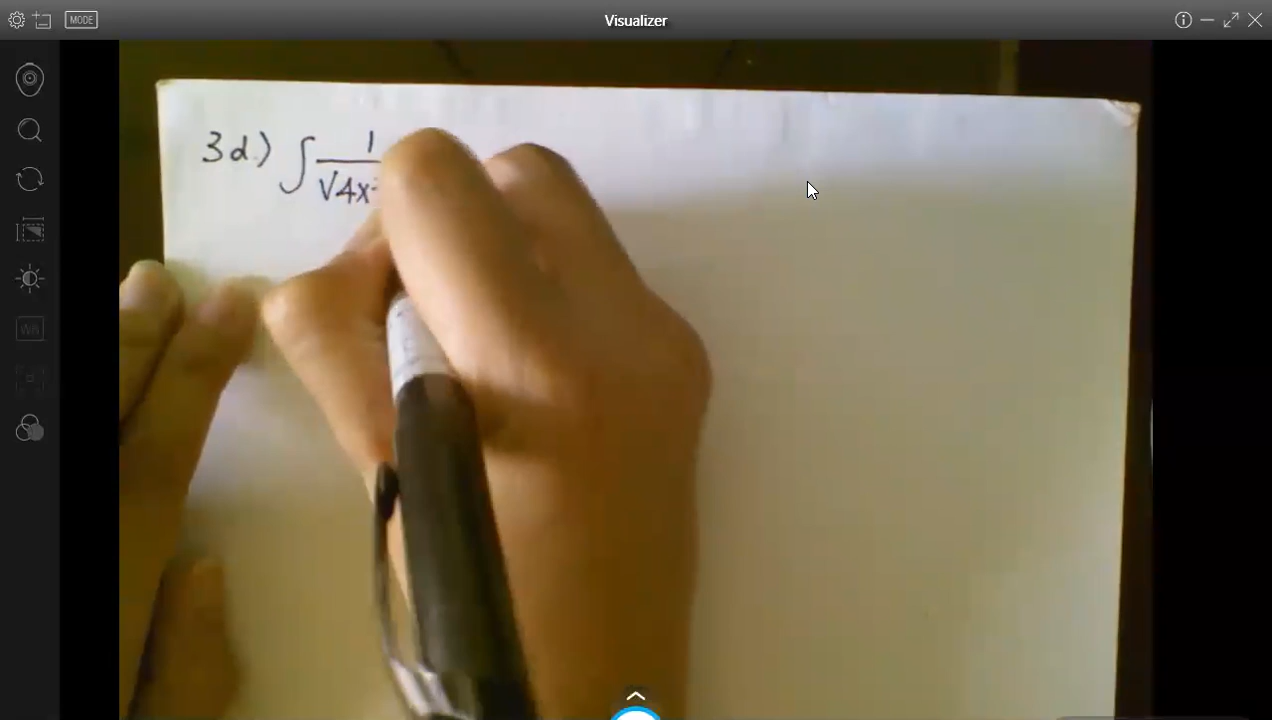 MODE
Visualizer
3d.) ∫ 1/√4x